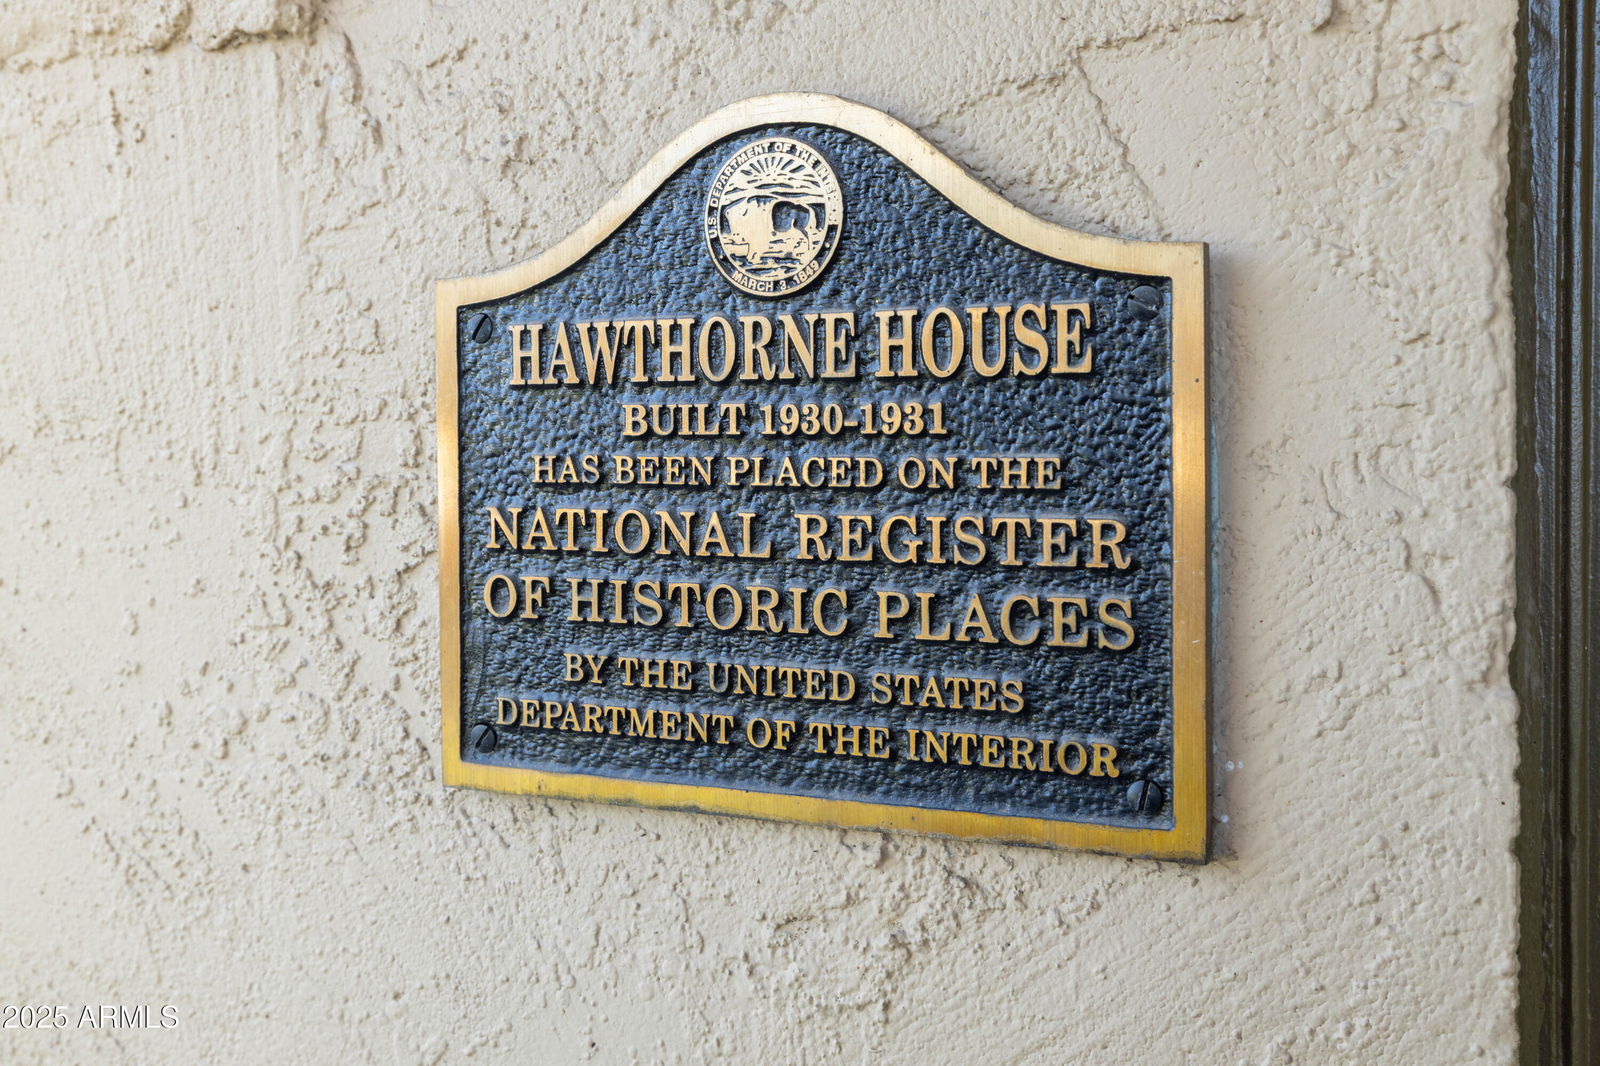 U.S. DEPARTMENT OF THE INTERIOR
MARCH 3, 1849
HAWTHORNE HOUSE
BUILT 1930-1931
HAS BEEN PLACED ON THE
NATIONAL REGISTER
OF HISTORIC PLACES
BY THE UNITED STATES
DEPARTMENT OF THE INTERIOR
2025 ARMLS